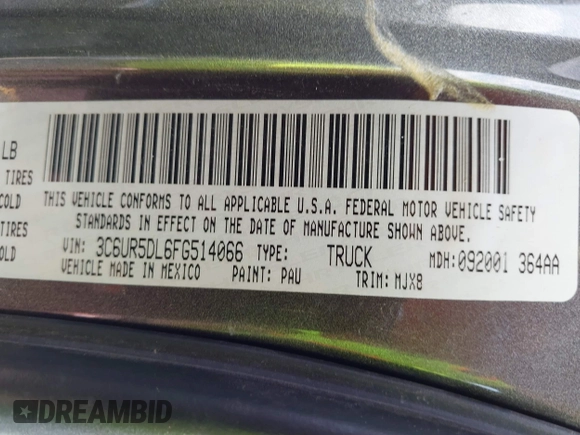 LB
TIRES
COLD
TIRES
COLD
THIS VEHICLE CONFORMS TO ALL APPLICABLE U.S.A. FEDERAL MOTOR VEHICLE SAFETY
STANDARDS IN EFFECT ON THE DATE OF MANUFACTURE SHOWN ABOVE.
VIN: 3C6UR5DL6FG514066 TYPE: TRUCK MDH:092001 364AA
VEHICLE MADE IN MEXICO PAINT: PAU TRIM: MJX8
DREAMBID